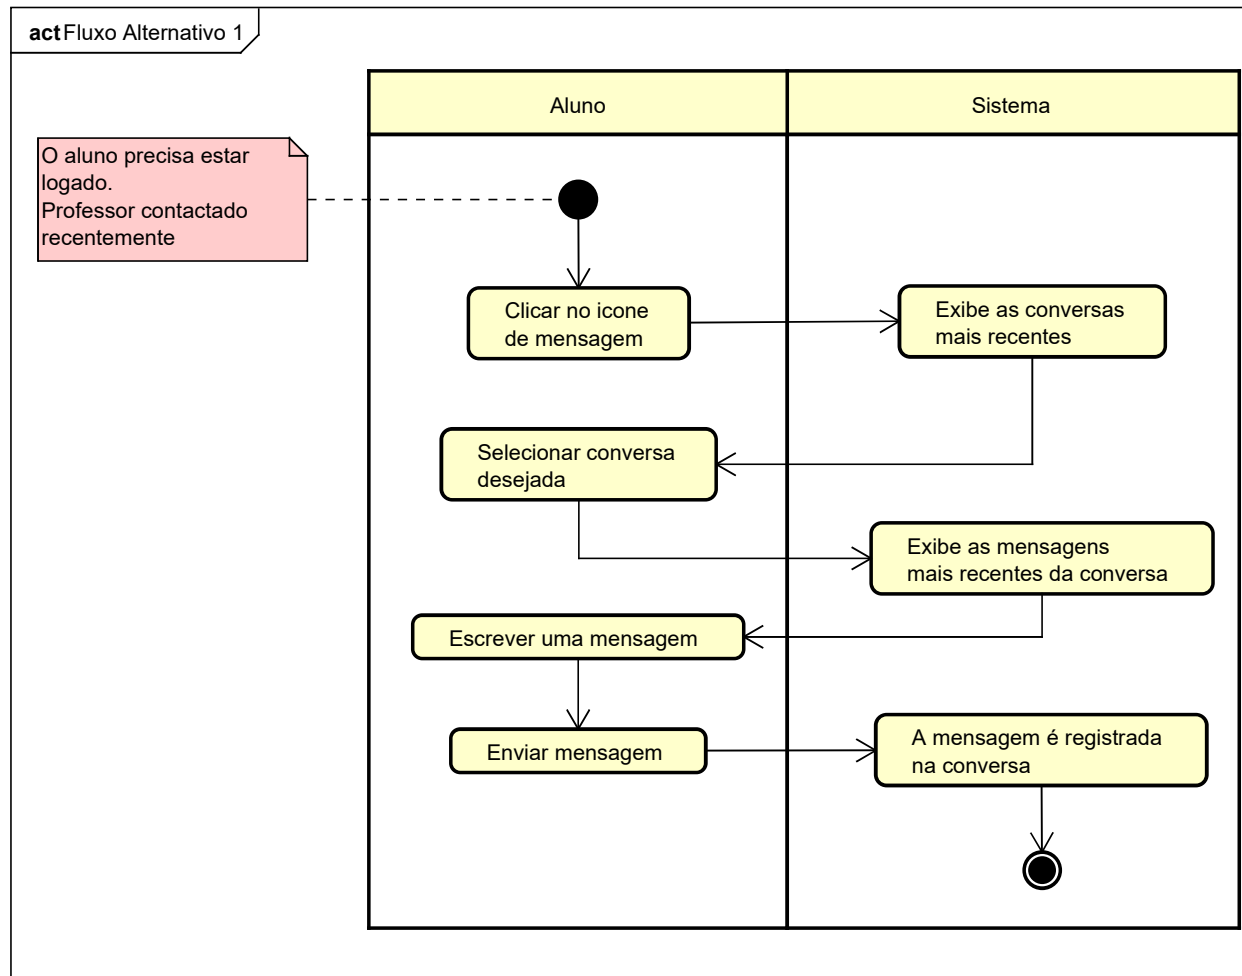 act Fluxo Alternativo 1
Aluno
Sistema
O aluno precisa estar
logado.
Professor contactado
recentemente
Clicar no icone
de mensagem
Exibe as conversas
mais recentes
Selecionar conversa
desejada
Exibe as mensagens
mais recentes da conversa
Escrever uma mensagem
Enviar mensagem
A mensagem é registrada
na conversa